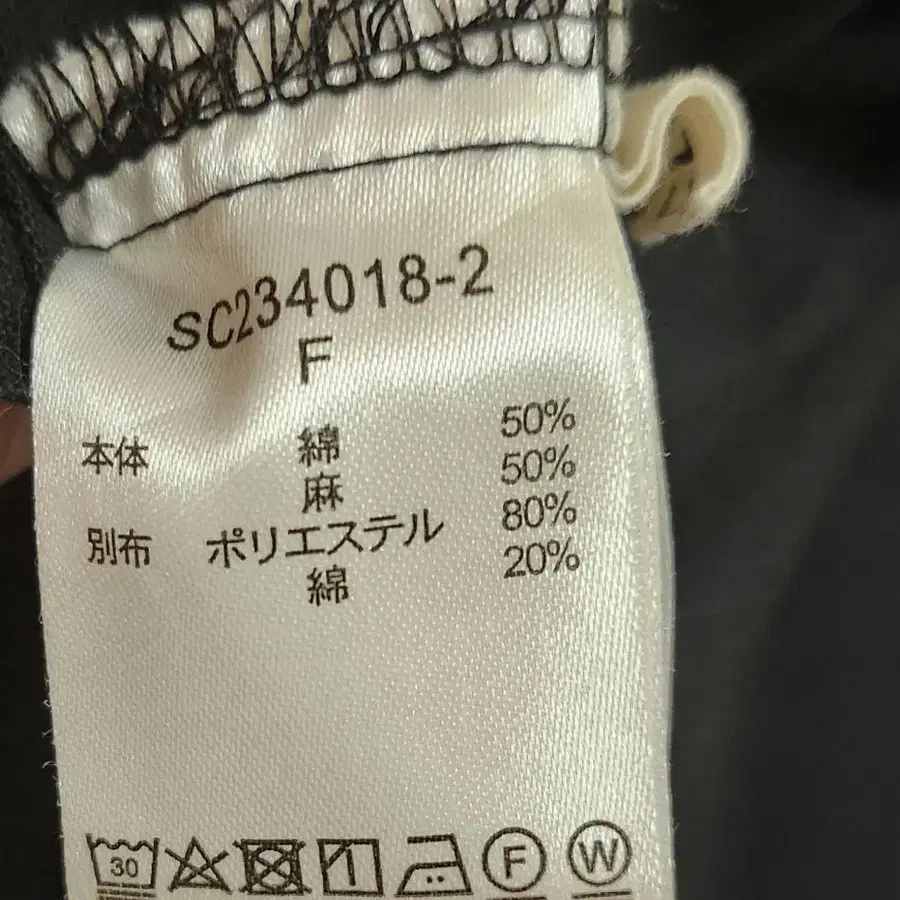 SC234018-2
F
本体 綿 50%
麻 50%
別布 ポリエステル 80%
綿 20%
30 F W